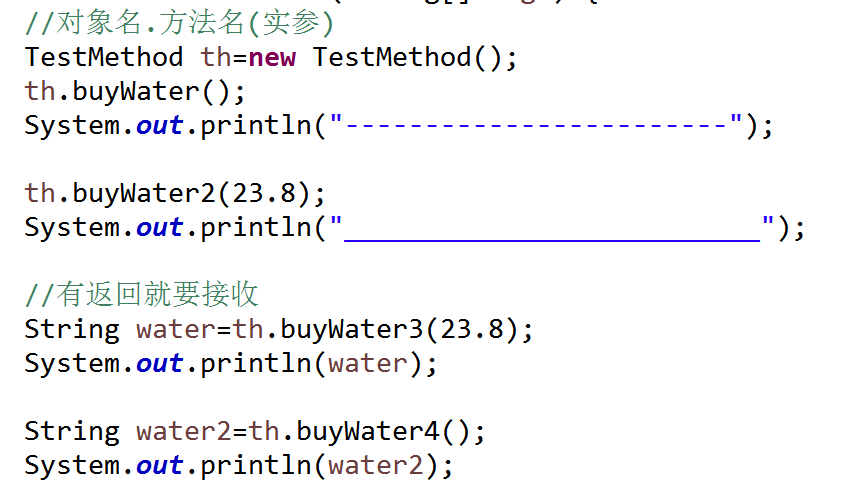 //对象名.方法名(实参)
TestMethod th=new TestMethod();
th.buyWater();
System.out.println("------------------------");

th.buyWater2(23.8);
System.out.println("__________________________");

//有返回就要接收
String water=th.buyWater3(23.8);
System.out.println(water);

String water2=th.buyWater4();
System.out.println(water2);